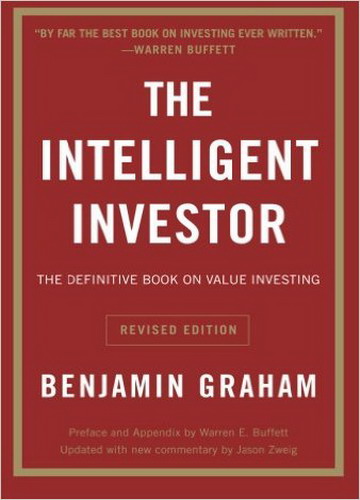 "BY FAR THE BEST BOOK ON INVESTING EVER WRITTEN."
—WARREN BUFFETT
THE
INTELLIGENT
INVESTOR
THE DEFINITIVE BOOK ON VALUE INVESTING
REVISED EDITION
BENJAMIN GRAHAM
Preface and Appendix by Warren E. Buffett
Updated with new commentary by Jason Zweig